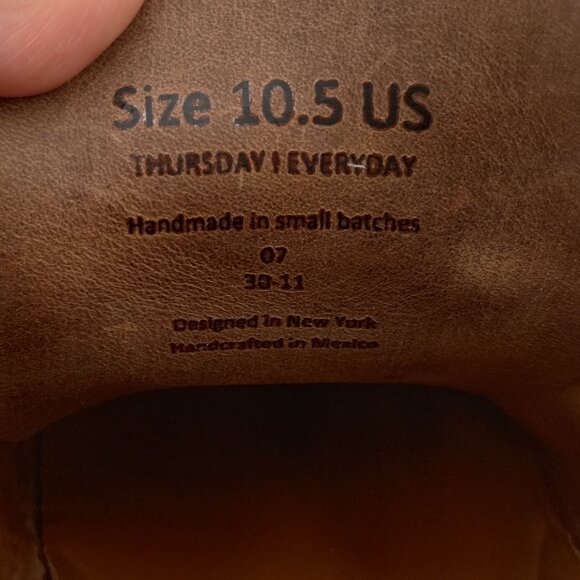 Size 10.5 US
THURSDAY | EVERYDAY
Handmade in small batches
07
30-11
Designed in New York
Handcrafted in Mexico